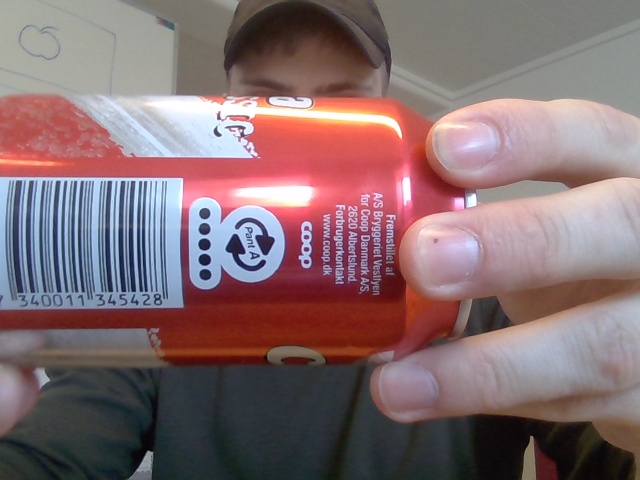 Fremstillet af
A/S Bryggeriet Vestfyen
for Coop Danmark A/S,
2620 Albertslund.
Forbrugerkontakt
www.coop.dk
coop
Pant A
340011 345428